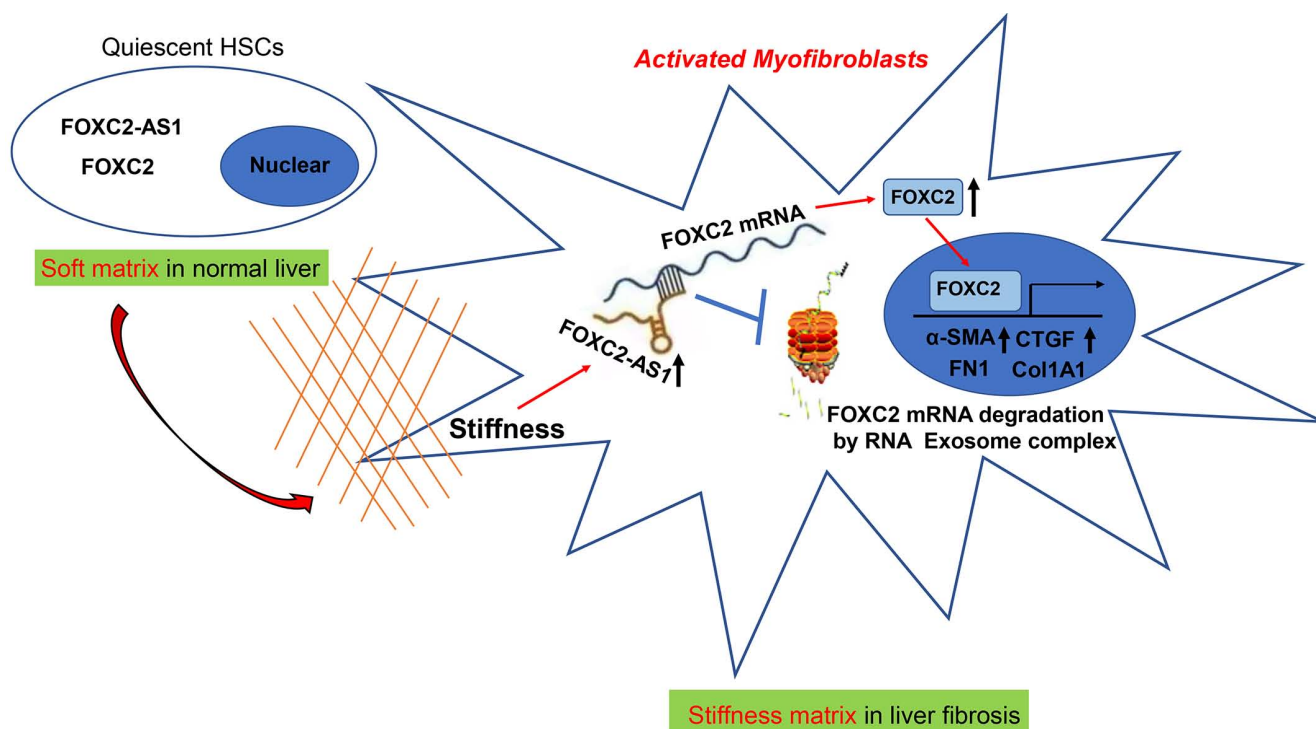 Quiescent HSCs
FOXC2-AS1
FOXC2
Nuclear
Soft matrix in normal liver
Activated Myofibroblasts
FOXC2 mRNA
FOXC2
FOXC2-AS1
Stiffness
FOXC2
α-SMA CTGF
FN1 Col1A1
FOXC2 mRNA degradation
by RNA Exosome complex
Stiffness matrix in liver fibrosis